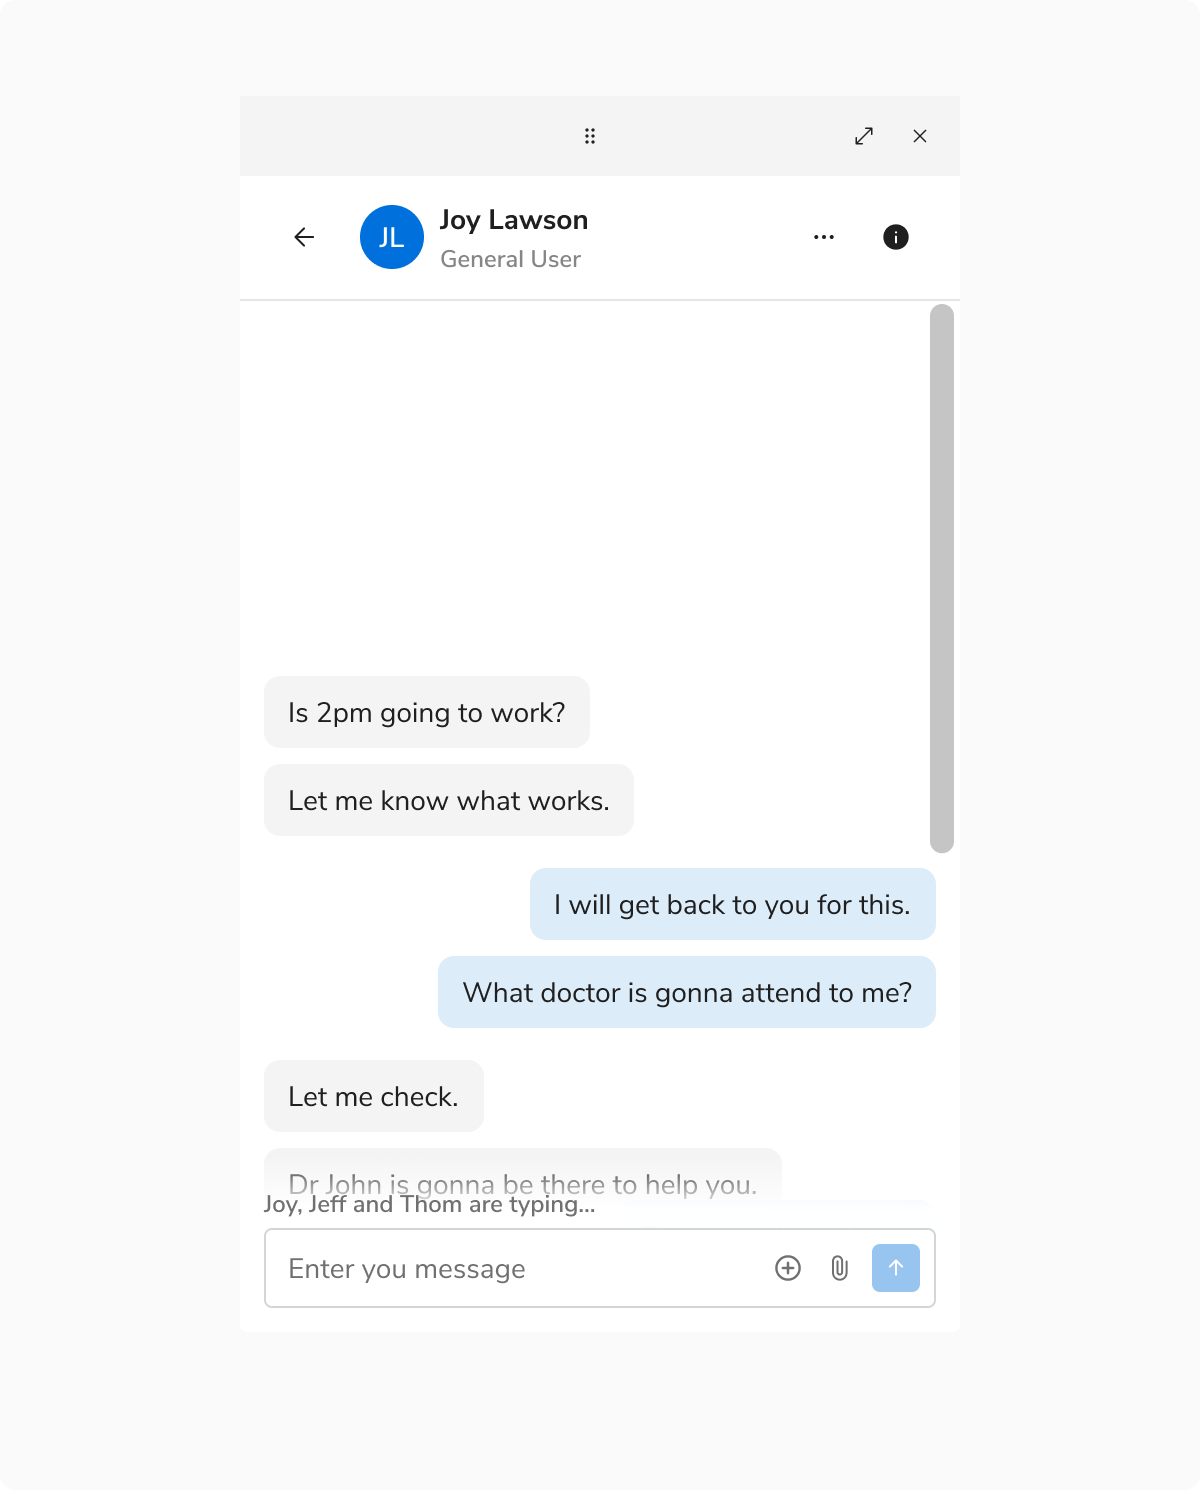 JL
Joy Lawson
General User
Is 2pm going to work?
Let me know what works.
I will get back to you for this.
What doctor is gonna attend to me?
Let me check.
Dr John is gonna be there to help you.
Joy, Jeff and Thom are typing...
Enter you message